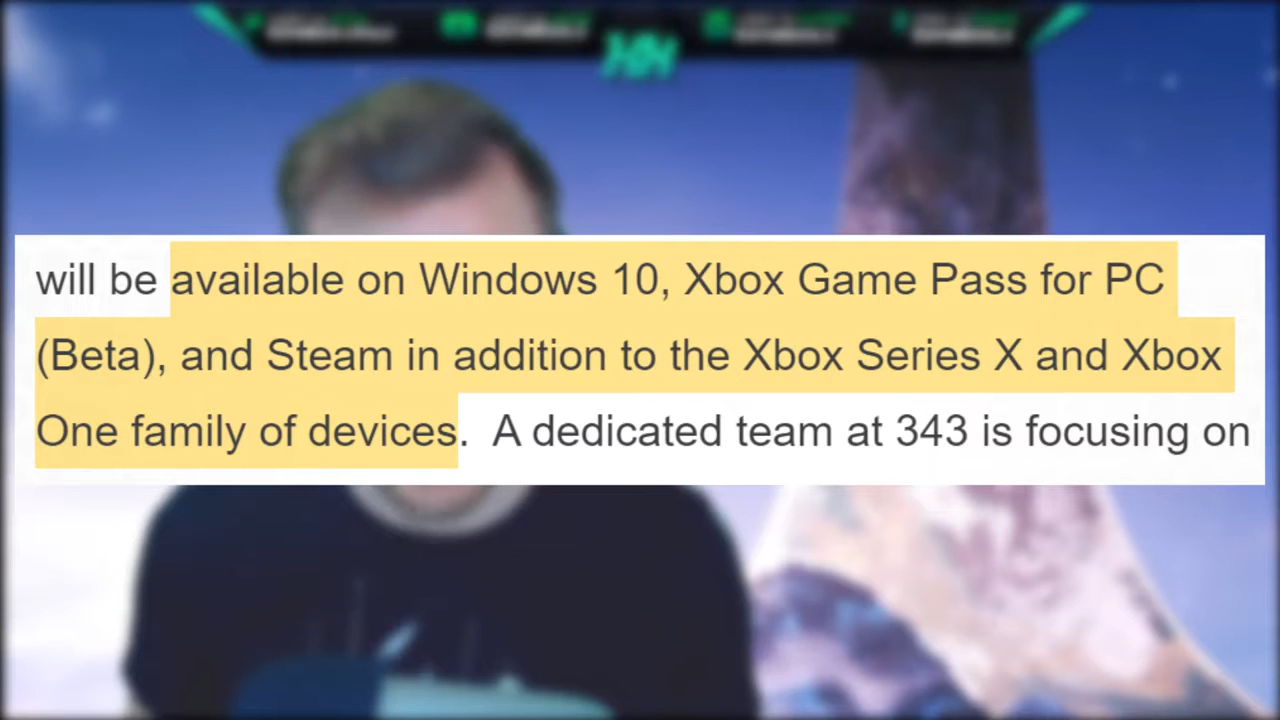 will be available on Windows 10, Xbox Game Pass for PC
(Beta), and Steam in addition to the Xbox Series X and Xbox
One family of devices.  A dedicated team at 343 is focusing on